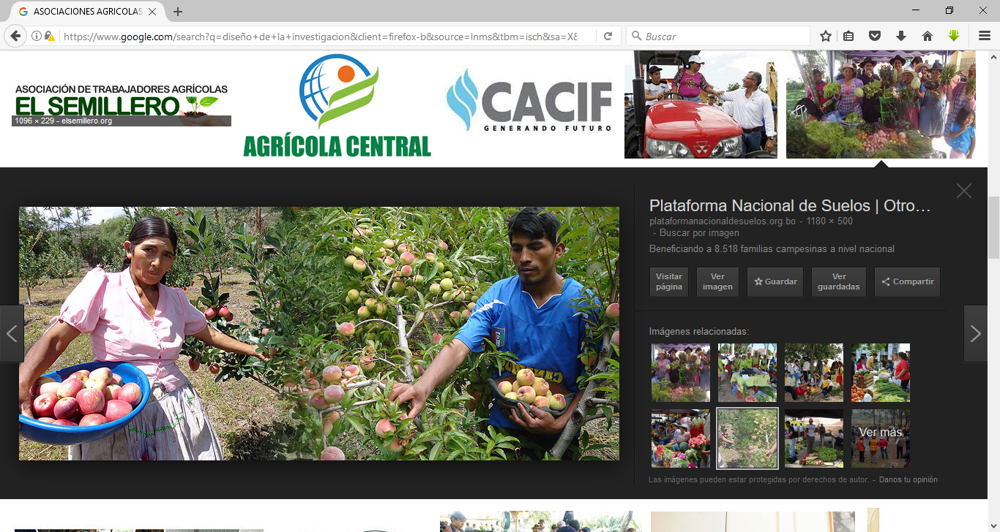 ASOCIACIONES AGRICOLAS
https://www.google.com/search?q=diseño+de+la+investigacion&client=firefox-b&source=lnms&tbm=isch&sa=X&
Buscar
ASOCIACIÓN DE TRABAJADORES AGRÍCOLAS
EL SEMILLERO
1096 × 229 - elsemillero.org
AGRÍCOLA CENTRAL
CACIF
GENERANDO FUTURO
Plataforma Nacional de Suelos | Otro…
plataformanacionaldesuelos.org.bo - 1180 × 500
- Buscar por imagen
Beneficiando a 8.518 familias campesinas a nivel nacional
Visitar
página
Ver
imagen
Guardar
Ver
guardadas
Compartir
Imágenes relacionadas:
Ver más
Las imágenes pueden estar protegidas por derechos de autor. - Danos tu opinión